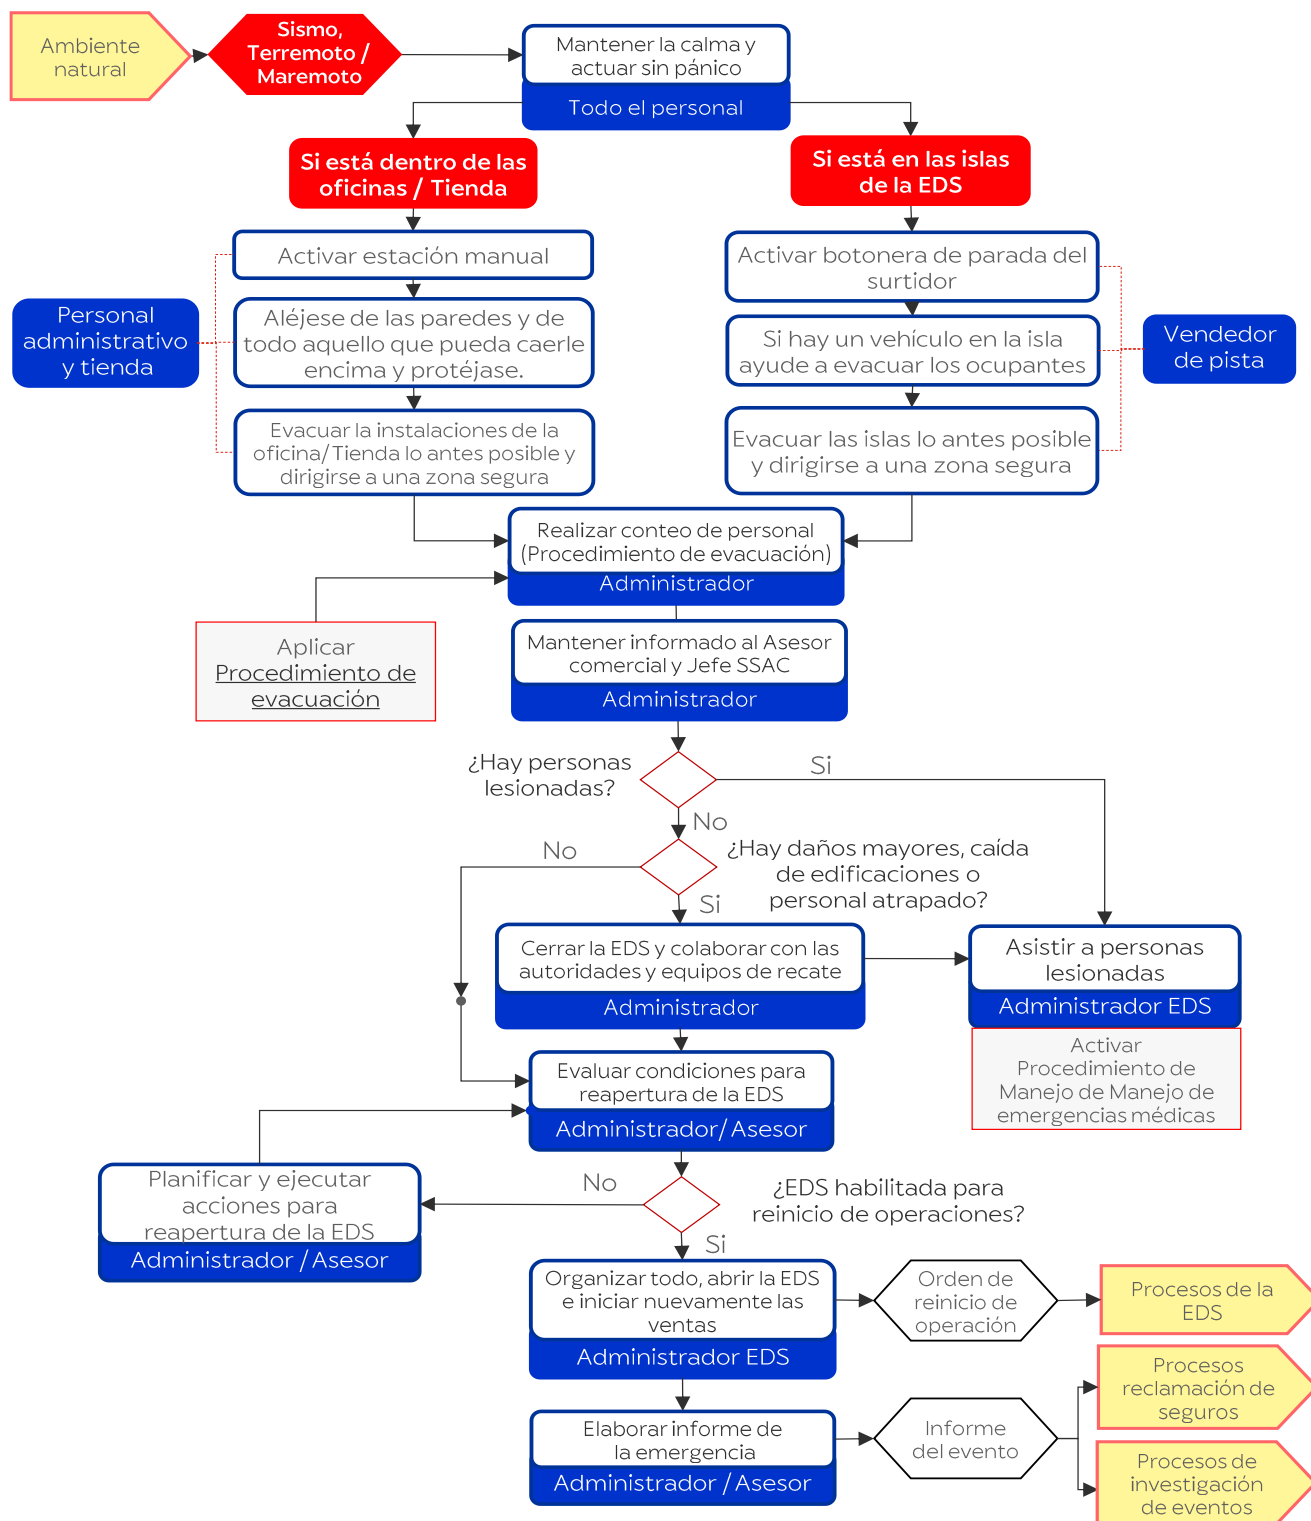 Ambiente
natural
Sismo,
Terremoto /
Maremoto
Mantener la calma y
actuar sin pánico
Todo el personal
Si está dentro de las
oficinas / Tienda
Si está en las islas
de la EDS
Activar estación manual
Aléjese de las paredes y de
todo aquello que pueda caerle
encima y protéjase.
Evacuar la instalaciones de la
oficina/Tienda lo antes posible y
dirigirse a una zona segura
Personal
administrativo
y tienda
Activar botonera de parada del
surtidor
Si hay un vehículo en la isla
ayude a evacuar los ocupantes
Evacuar las islas lo antes posible
y dirigirse a una zona segura
Vendedor
de pista
Realizar conteo de personal
(Procedimiento de evacuación)
Administrador
Aplicar
Procedimiento de
evacuación
Mantener informado al Asesor
comercial y Jefe SSAC
Administrador
¿Hay personas
lesionadas?
Si
No
¿Hay daños mayores, caída
de edificaciones o
personal atrapado?
No
Si
Cerrar la EDS y colaborar con las
autoridades y equipos de recate
Administrador
Asistir a personas
lesionadas
Administrador EDS
Activar
Procedimiento de
Manejo de Manejo de
emergencias médicas
Evaluar condiciones para
reapertura de la EDS
Administrador/ Asesor
Planificar y ejecutar
acciones para
reapertura de la EDS
Administrador / Asesor
No
¿EDS habilitada para
reinicio de operaciones?
Si
Organizar todo, abrir la EDS
e iniciar nuevamente las
ventas
Administrador EDS
Orden de
reinicio de
operación
Procesos de la
EDS
Elaborar informe de
la emergencia
Administrador / Asesor
Informe
del evento
Procesos
reclamación de
seguros
Procesos de
investigación
de eventos